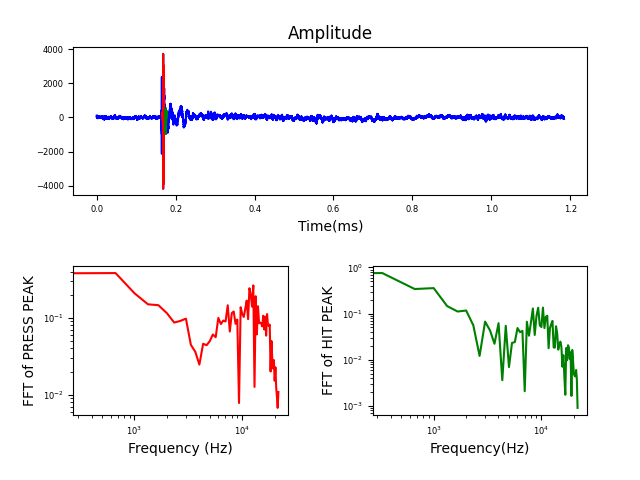 Amplitude
4000
2000
0
−2000
−4000
0.0 0.2 0.4 0.6 0.8 1.0 1.2
Time(ms)
FFT of PRESS PEAK
10⁻¹
10⁻²
10³ 10⁴
Frequency (Hz)
FFT of HIT PEAK
10⁰
10⁻¹
10⁻²
10⁻³
10³ 10⁴
Frequency(Hz)